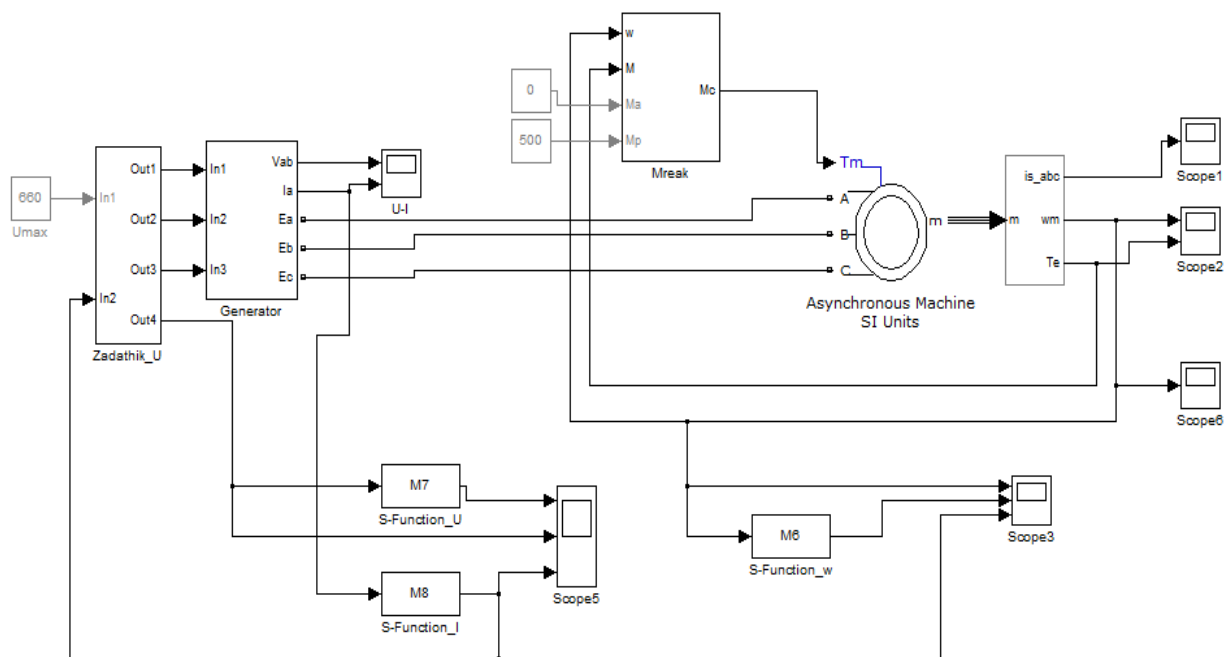 660
Umax
In1
In2
Out1
Out2
Out3
Out4
Zadathik_U
In1
In2
In3
Vab
Ia
Ea
Eb
Ec
Generator
U-I
0
500
w
M
Ma
Mp
Mc
Mreak
Tm
A
B
C
m
Asynchronous Machine
SI Units
m
is_abc
wm
Te
Scope1
Scope2
Scope6
M7
S-Function_U
M8
S-Function_I
Scope5
M6
S-Function_w
Scope3